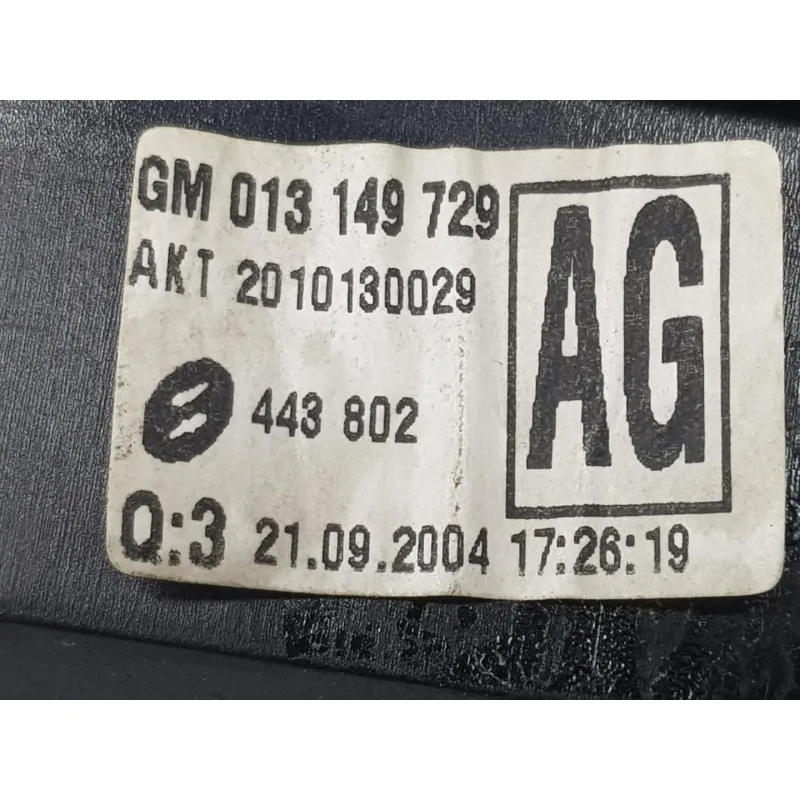 GM 013 149 729
AG
AKT 2010130029
443 802
Q:3 21.09.2004 17:26:19